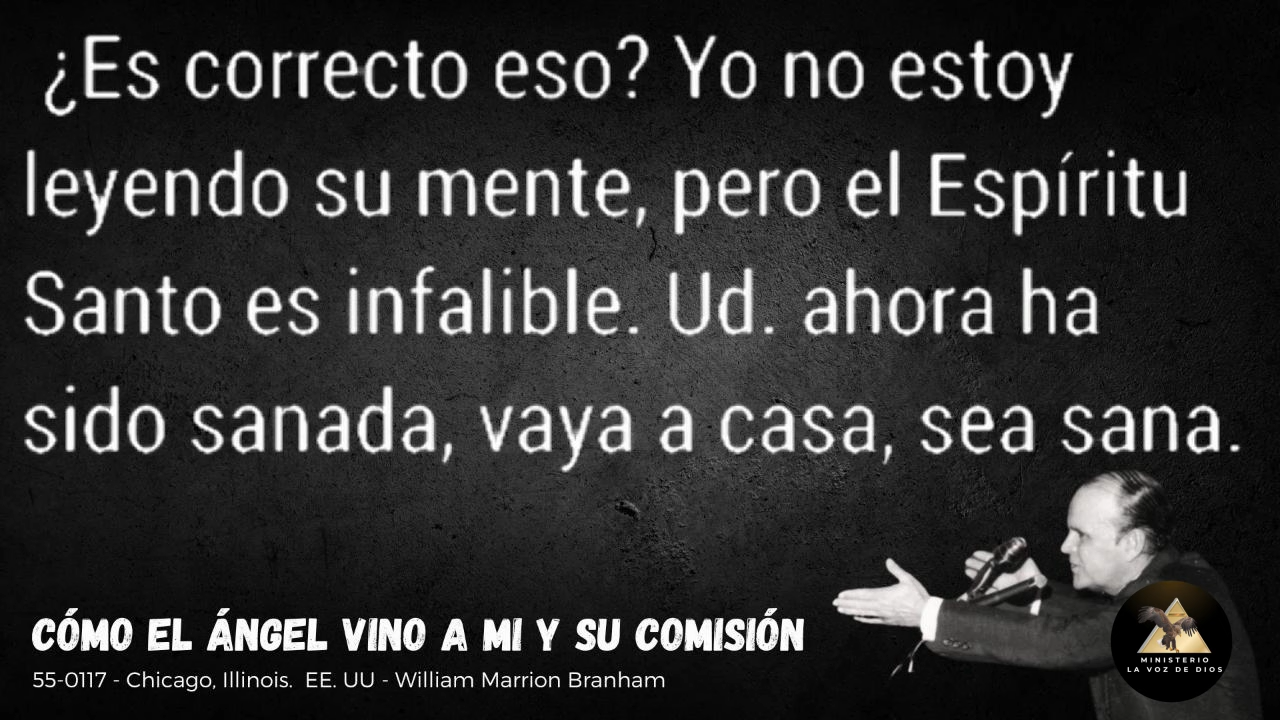 ¿Es correcto eso? Yo no estoy
leyendo su mente, pero el Espíritu
Santo es infalible. Ud. ahora ha
sido sanada, vaya a casa, sea sana.
CÓMO EL ÁNGEL VINO A MI Y SU COMISIÓN
55-0117 - Chicago, Illinois. EE. UU - William Marrion Branham
MINISTERIO
LA VOZ DE DIOS